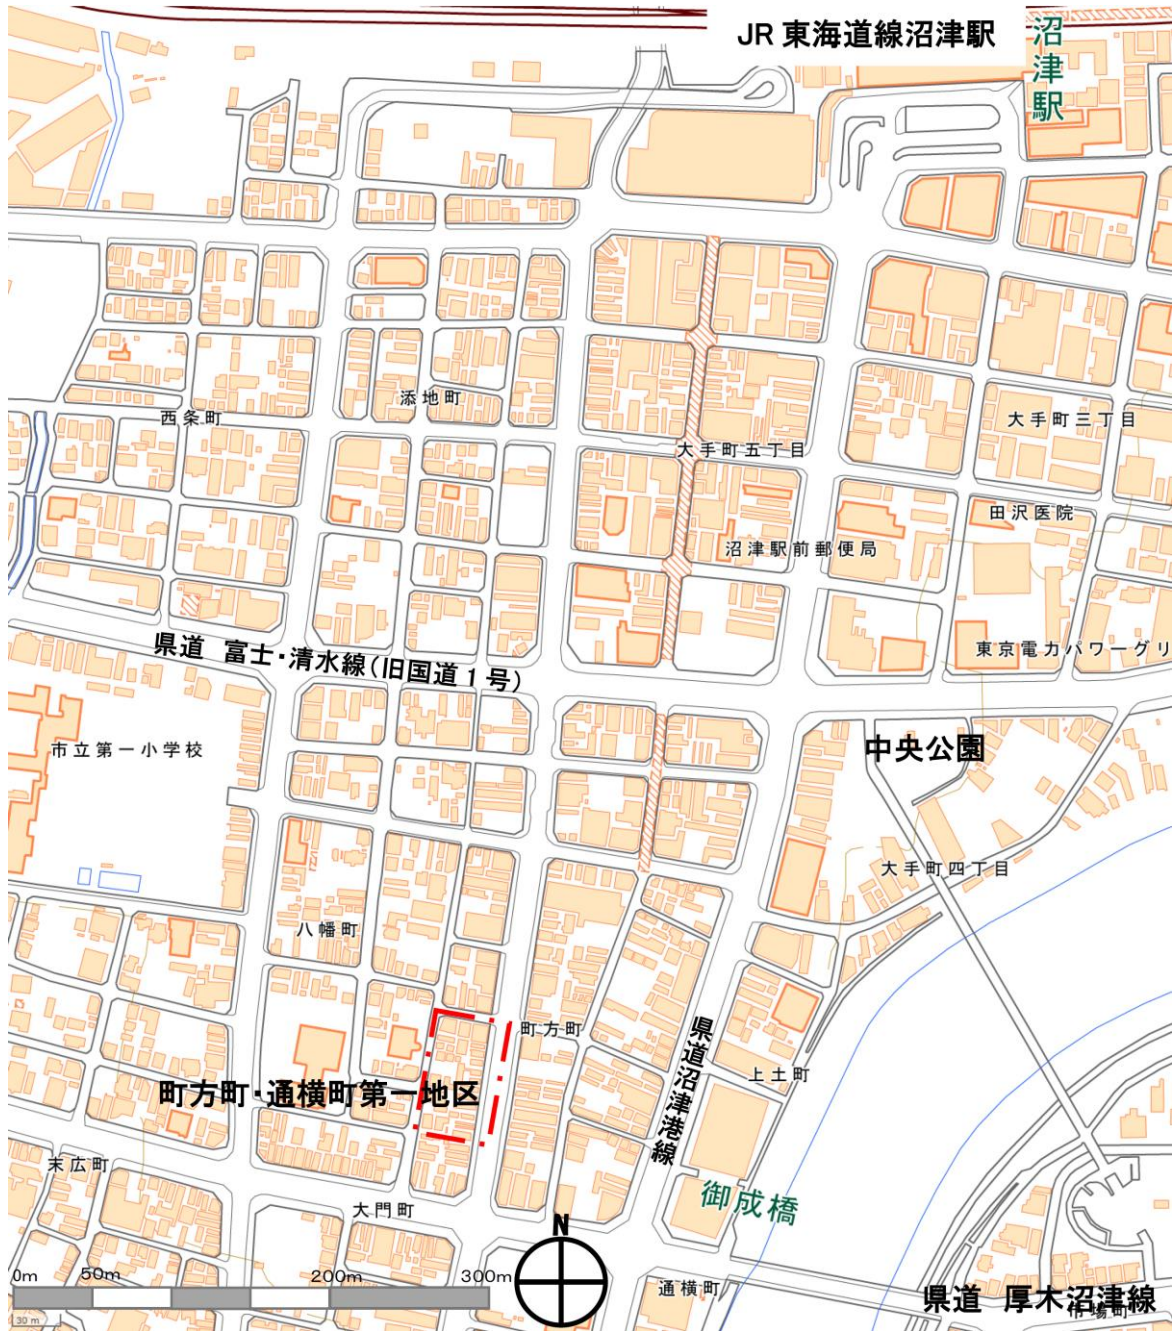 JR 東海道線沼津駅
沼津駅
西条町
添地町
大手町五丁目
大手町三丁目
田沢医院
沼津駅前郵便局
東京電力パワーグリ
県道 富士・清水線(旧国道1号)
市立第一小学校
中央公園
大手町四丁目
八幡町
町方町
県道沼津港線
上土町
町方町・通横町第一地区
末広町
大門町
御成橋
N
0m 50m 200m 300m
通横町
県道 厚木沼津線
市場町
30 m